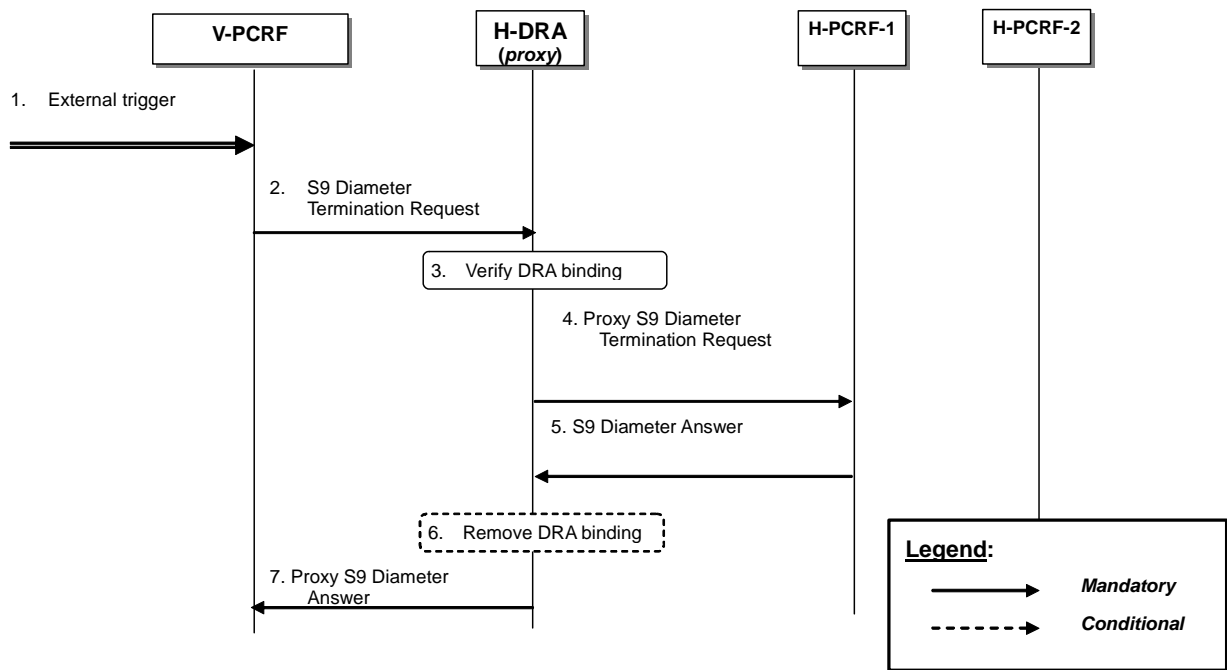 V-PCRF
H-DRA
(proxy)
H-PCRF-1
H-PCRF-2
1. External trigger
2. S9 Diameter
Termination Request
3. Verify DRA binding
4. Proxy S9 Diameter
Termination Request
5. S9 Diameter Answer
6. Remove DRA binding
7. Proxy S9 Diameter
Answer
Legend:
Mandatory
Conditional